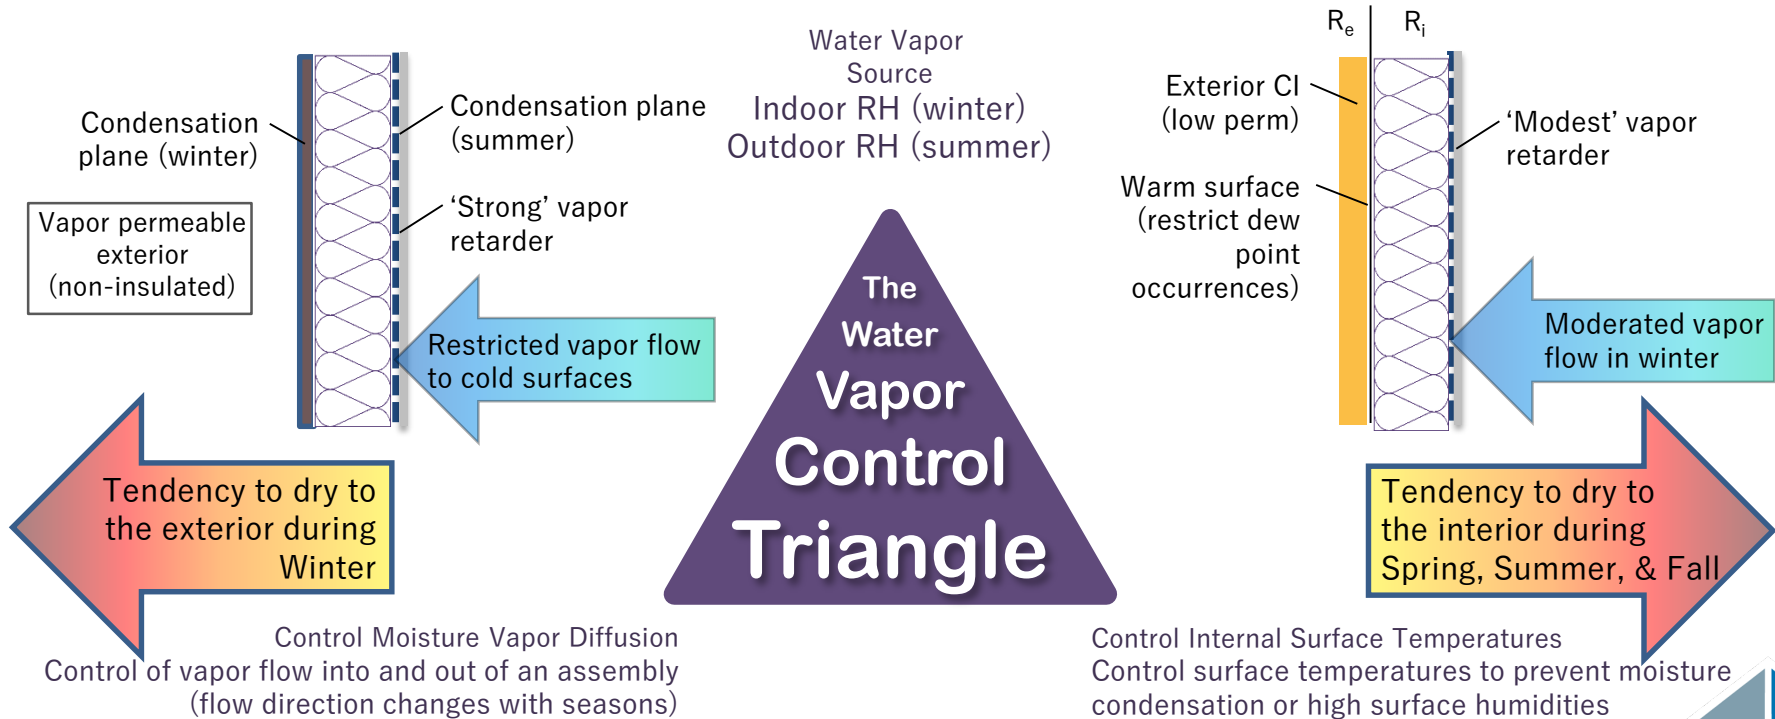 Condensation
plane (winter)
Vapor permeable
exterior
(non-insulated)
Condensation plane
(summer)
‘Strong’ vapor
retarder
Restricted vapor flow
to cold surfaces
Tendency to dry to
the exterior during
Winter
Control Moisture Vapor Diffusion
Control of vapor flow into and out of an assembly
(flow direction changes with seasons)
Water Vapor
Source
Indoor RH (winter)
Outdoor RH (summer)
The
Water
Vapor
Control
Triangle
Re Ri
Exterior CI
(low perm)
Warm surface
(restrict dew
point
occurrences)
‘Modest’ vapor
retarder
Moderated vapor
flow in winter
Tendency to dry to
the interior during
Spring, Summer, & Fall
Control Internal Surface Temperatures
Control surface temperatures to prevent moisture
condensation or high surface humidities